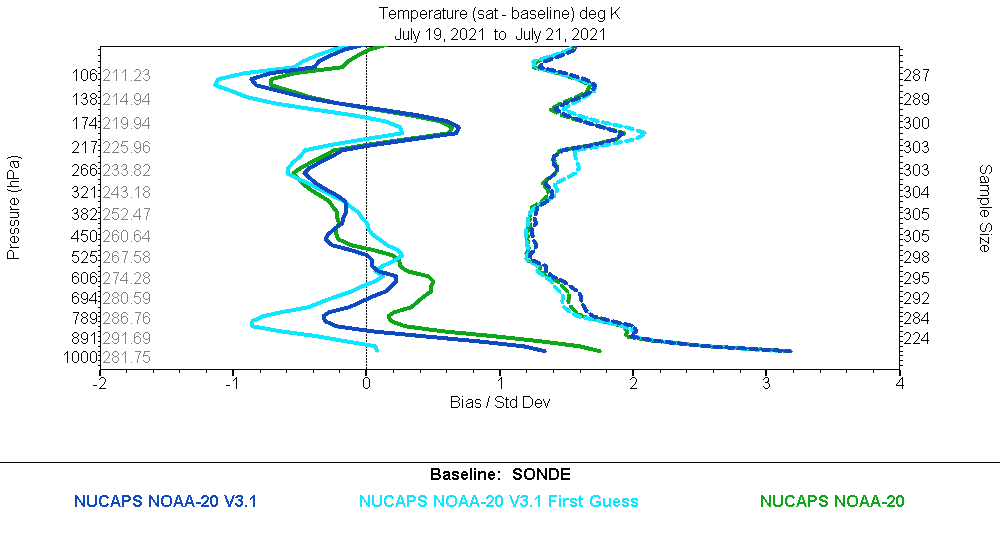 Temperature (sat - baseline) deg K
July 19, 2021 to July 21, 2021
106 211.23 287
138 214.94 289
174 219.94 300
217 225.96 303
266 233.82 303
321 243.18 304
382 252.47 305
450 260.64 305
525 267.58 298
606 274.28 295
694 280.59 292
789 286.76 284
891 291.69 224
1000 281.75
Pressure (hPa)
Sample Size
-2 -1 0 1 2 3 4
Bias / Std Dev
Baseline: SONDE
NUCAPS NOAA-20 V3.1 NUCAPS NOAA-20 V3.1 First Guess NUCAPS NOAA-20